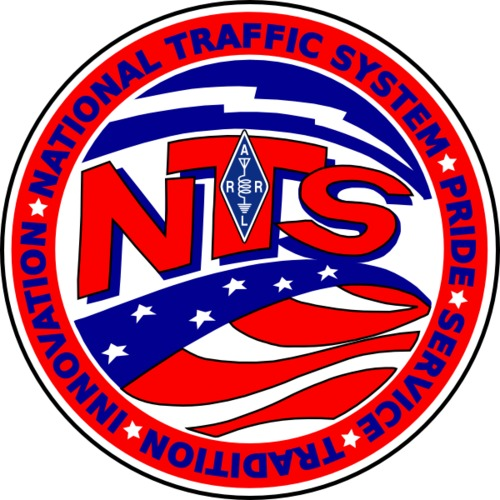 NATIONAL TRAFFIC SYSTEM ★ PRIDE ★ SERVICE ★ TRADITION ★ INNOVATION ★
NTS
A
R R
L